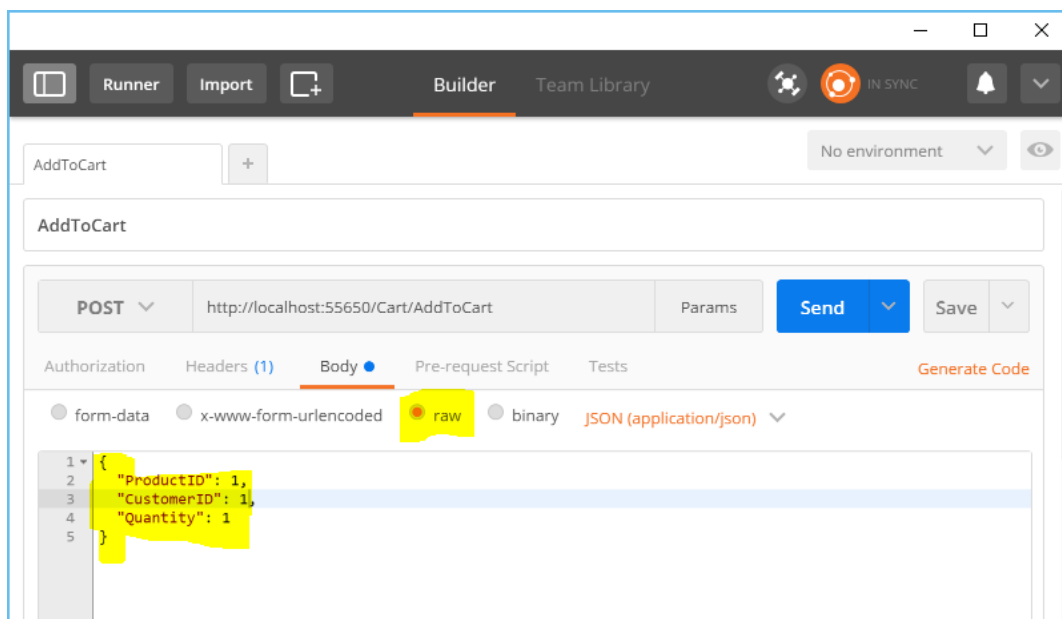 Runner Import Builder Team Library IN SYNC
AddToCart + No environment
AddToCart
POST http://localhost:55650/Cart/AddToCart Params Send Save
Authorization Headers (1) Body Pre-request Script Tests Generate Code
form-data x-www-form-urlencoded raw binary JSON (application/json)
1 {
2 "ProductID": 1,
3 "CustomerID": 1,
4 "Quantity": 1
5 }